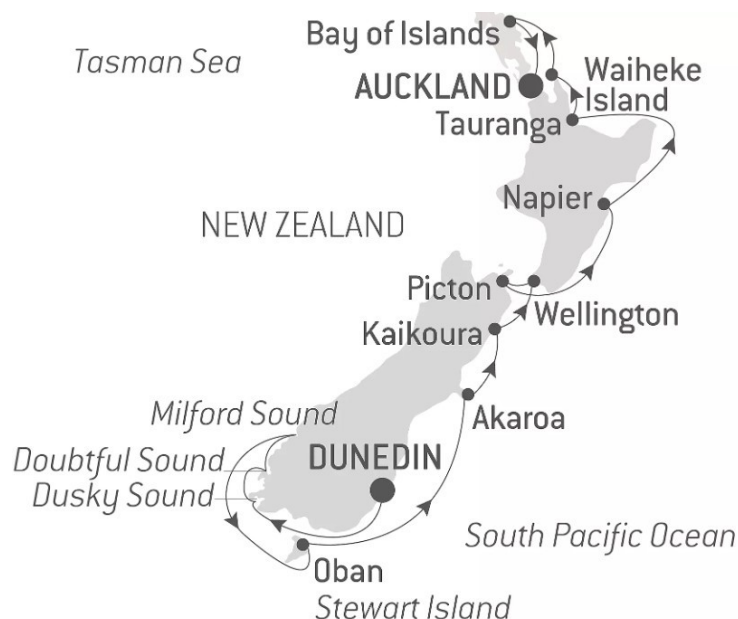 Bay of Islands
Tasman Sea
AUCKLAND
Waiheke
Island
Tauranga
Napier
NEW ZEALAND
Picton
Wellington
Kaikoura
Milford Sound
Akaroa
Doubtful Sound
DUNEDIN
Dusky Sound
South Pacific Ocean
Oban
Stewart Island